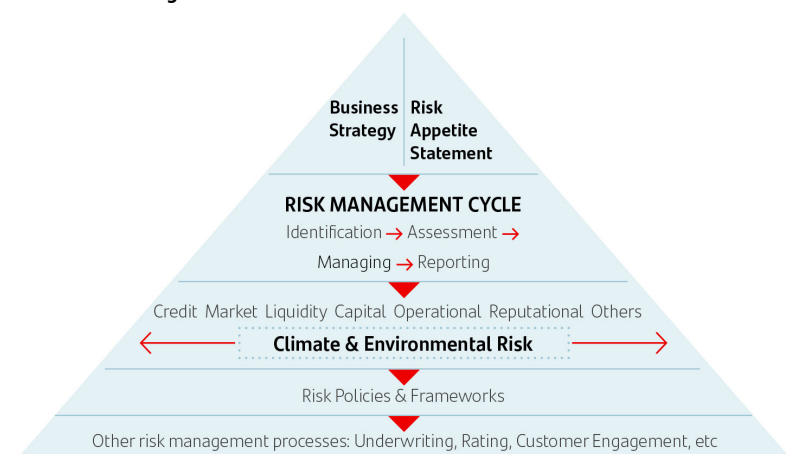 Business
Strategy
Risk
Appetite
Statement
RISK MANAGEMENT CYCLE
Identification → Assessment →
Managing → Reporting
Credit Market Liquidity Capital Operational Reputational Others
Climate & Environmental Risk
Risk Policies & Frameworks
Other risk management processes: Underwriting, Rating, Customer Engagement, etc